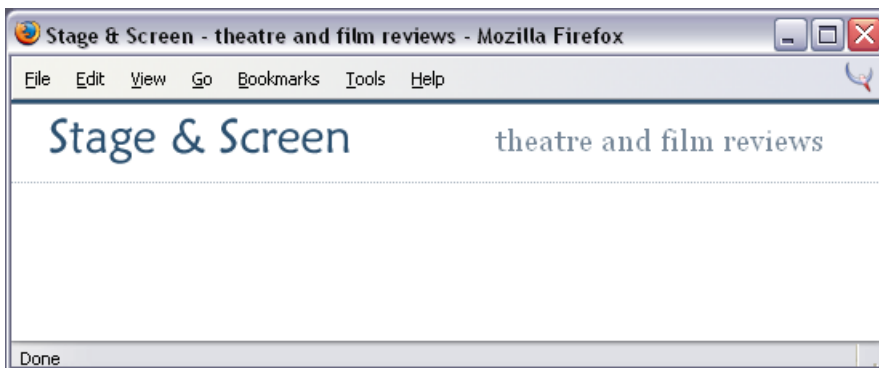 Stage & Screen - theatre and film reviews - Mozilla Firefox
File Edit View Go Bookmarks Tools Help
Stage & Screen theatre and film reviews
Done